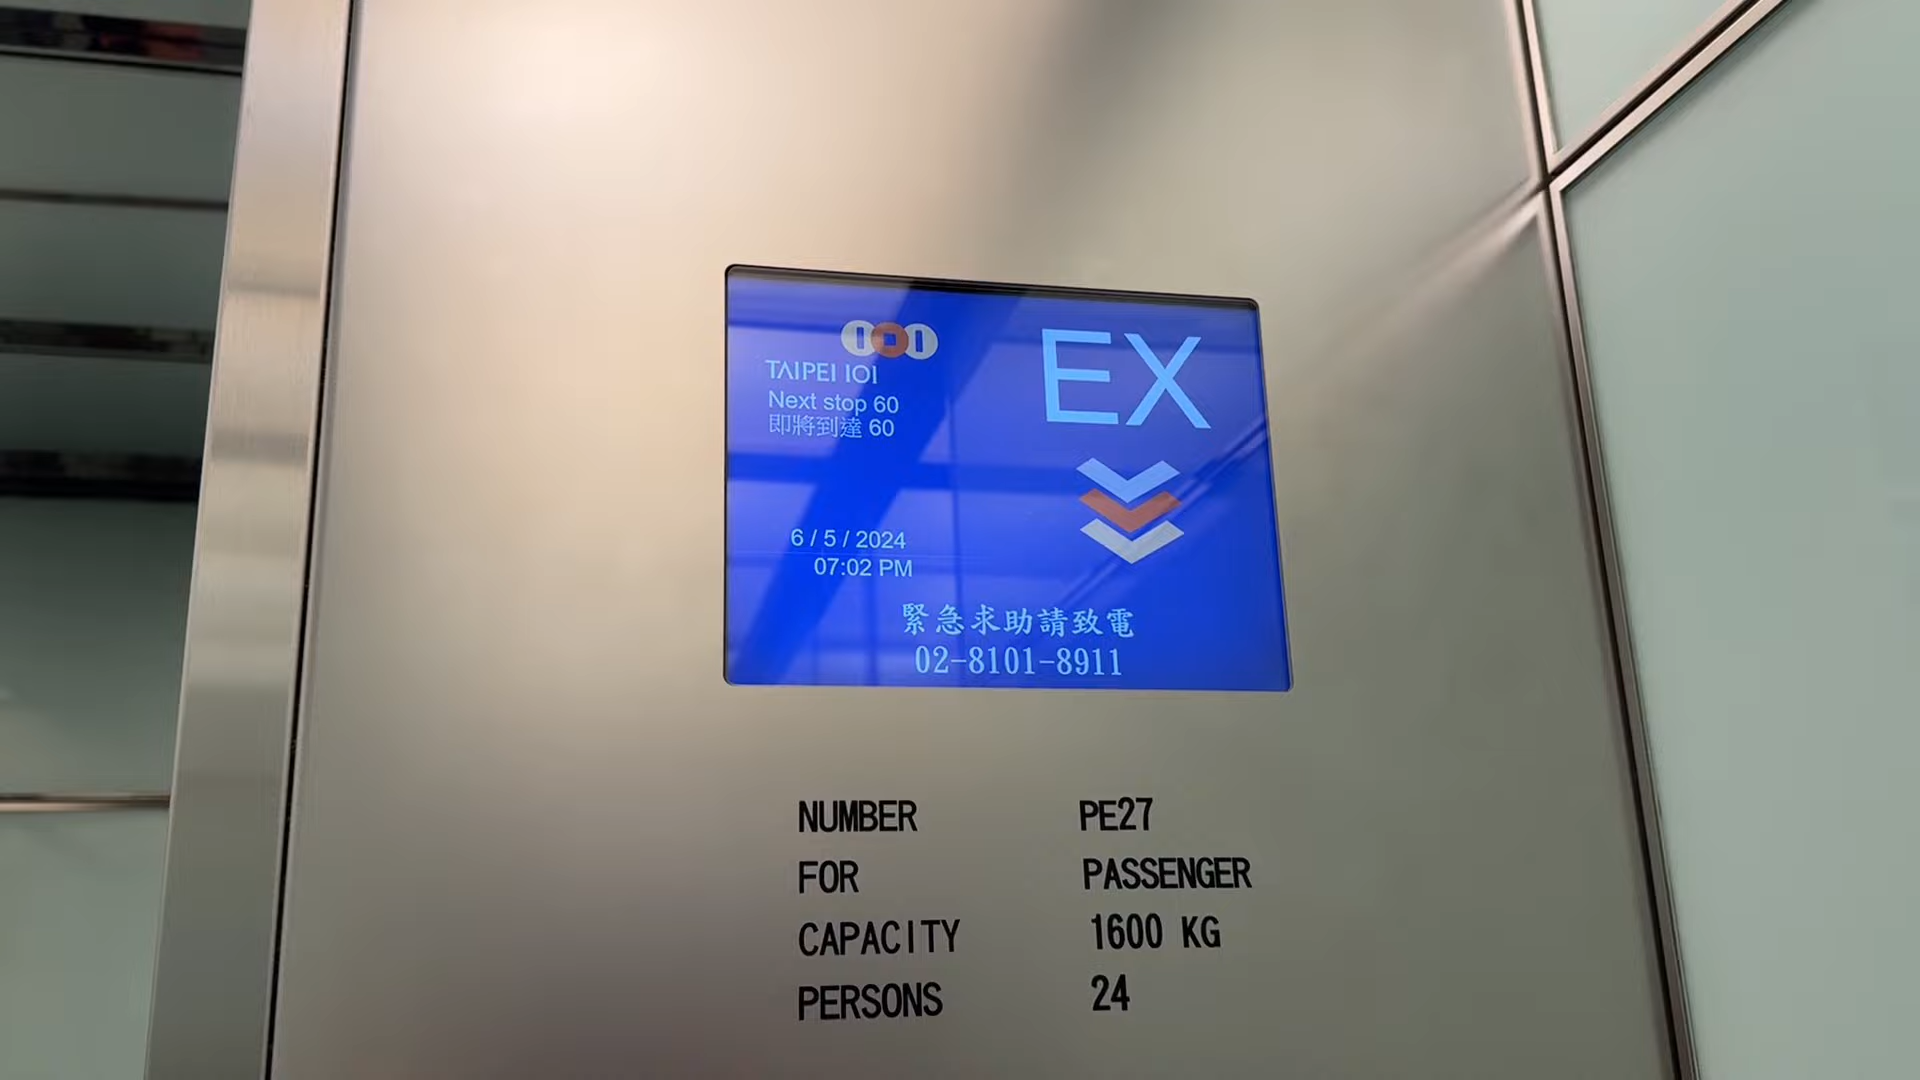 TAIPEI 101
Next stop 60
即將到達 60
EX
6 / 5 / 2024
07:02 PM
緊急求助請致電
02-8101-8911
NUMBER PE27
FOR PASSENGER
CAPACITY 1600 KG
PERSONS 24